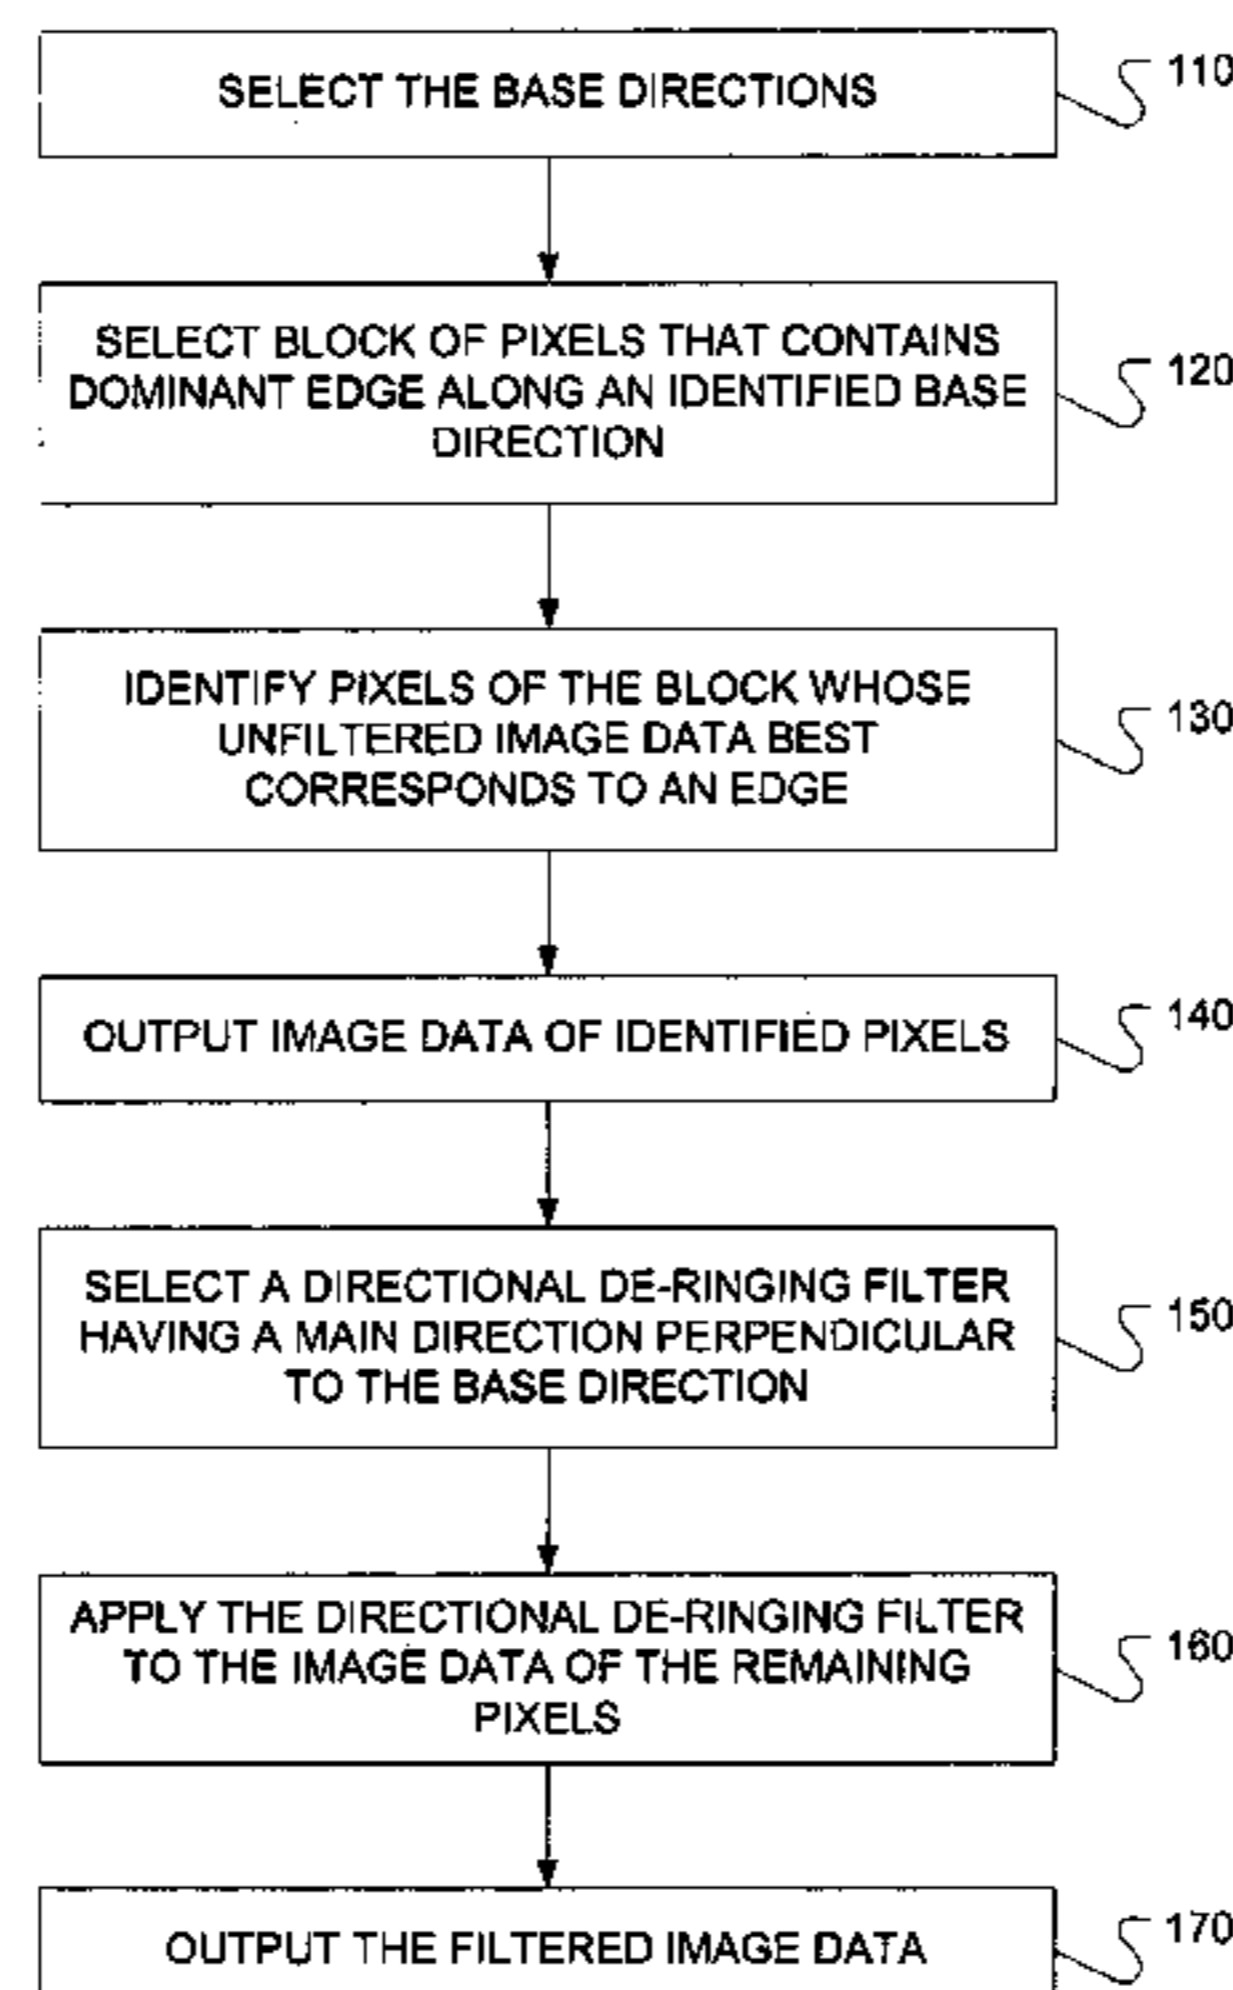 SELECT THE BASE DIRECTIONS
110
SELECT BLOCK OF PIXELS THAT CONTAINS
DOMINANT EDGE ALONG AN IDENTIFIED BASE
DIRECTION
120
IDENTIFY PIXELS OF THE BLOCK WHOSE
UNFILTERED IMAGE DATA BEST
CORRESPONDS TO AN EDGE
130
OUTPUT IMAGE DATA OF IDENTIFIED PIXELS
140
SELECT A DIRECTIONAL DE-RINGING FILTER
HAVING A MAIN DIRECTION PERPENDICULAR
TO THE BASE DIRECTION
150
APPLY THE DIRECTIONAL DE-RINGING FILTER
TO THE IMAGE DATA OF THE REMAINING
PIXELS
160
OUTPUT THE FILTERED IMAGE DATA
170